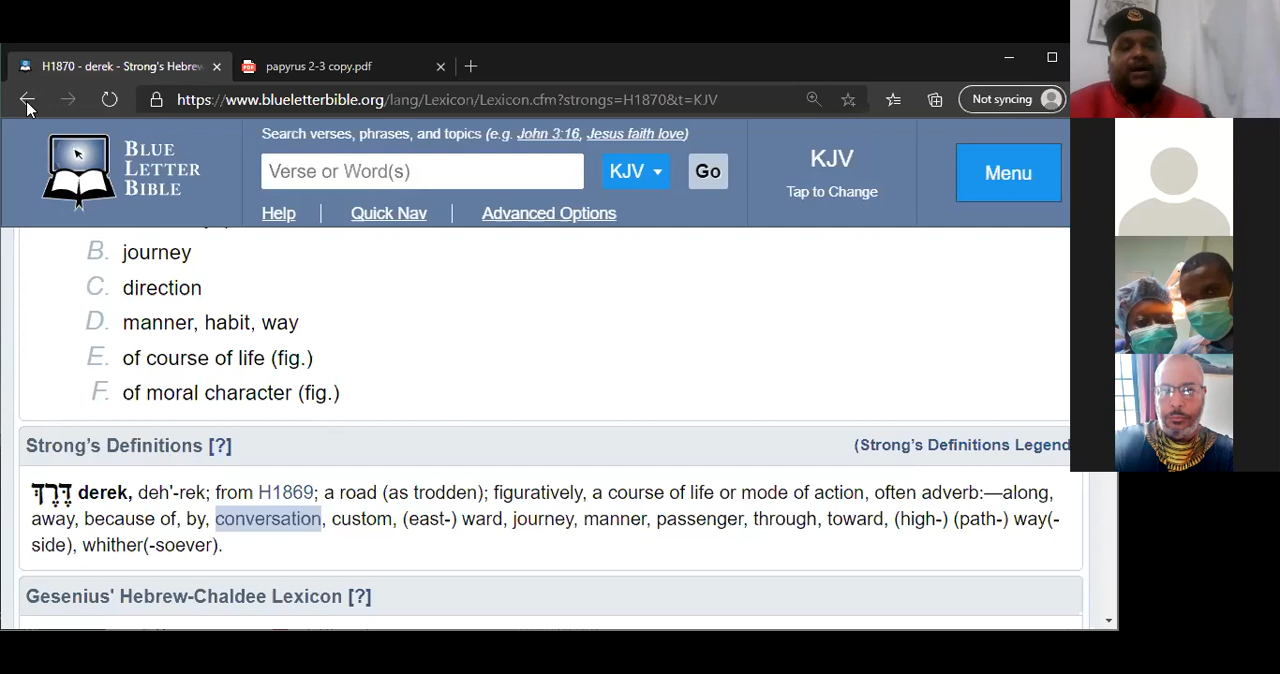 H1870 - derek - Strong's Hebrew
papyrus 2-3 copy.pdf
https://www.blueletterbible.org/lang/Lexicon/Lexicon.cfm?strongs=H1870&t=KJV
Not syncing
BLUE
LETTER
BIBLE
Search verses, phrases, and topics (e.g. John 3:16, Jesus faith love)
Verse or Word(s)
KJV
Go
Help | Quick Nav | Advanced Options
KJV
Tap to Change
Menu
B. journey
C. direction
D. manner, habit, way
E. of course of life (fig.)
F. of moral character (fig.)
Strong's Definitions [?]
(Strong's Definitions Legend
דֶּרֶךְ derek, deh'-rek; from H1869; a road (as trodden); figuratively, a course of life or mode of action, often adverb:—along,
away, because of, by, conversation, custom, (east-) ward, journey, manner, passenger, through, toward, (high-) (path-) way(-
side), whither(-soever).
Gesenius' Hebrew-Chaldee Lexicon [?]